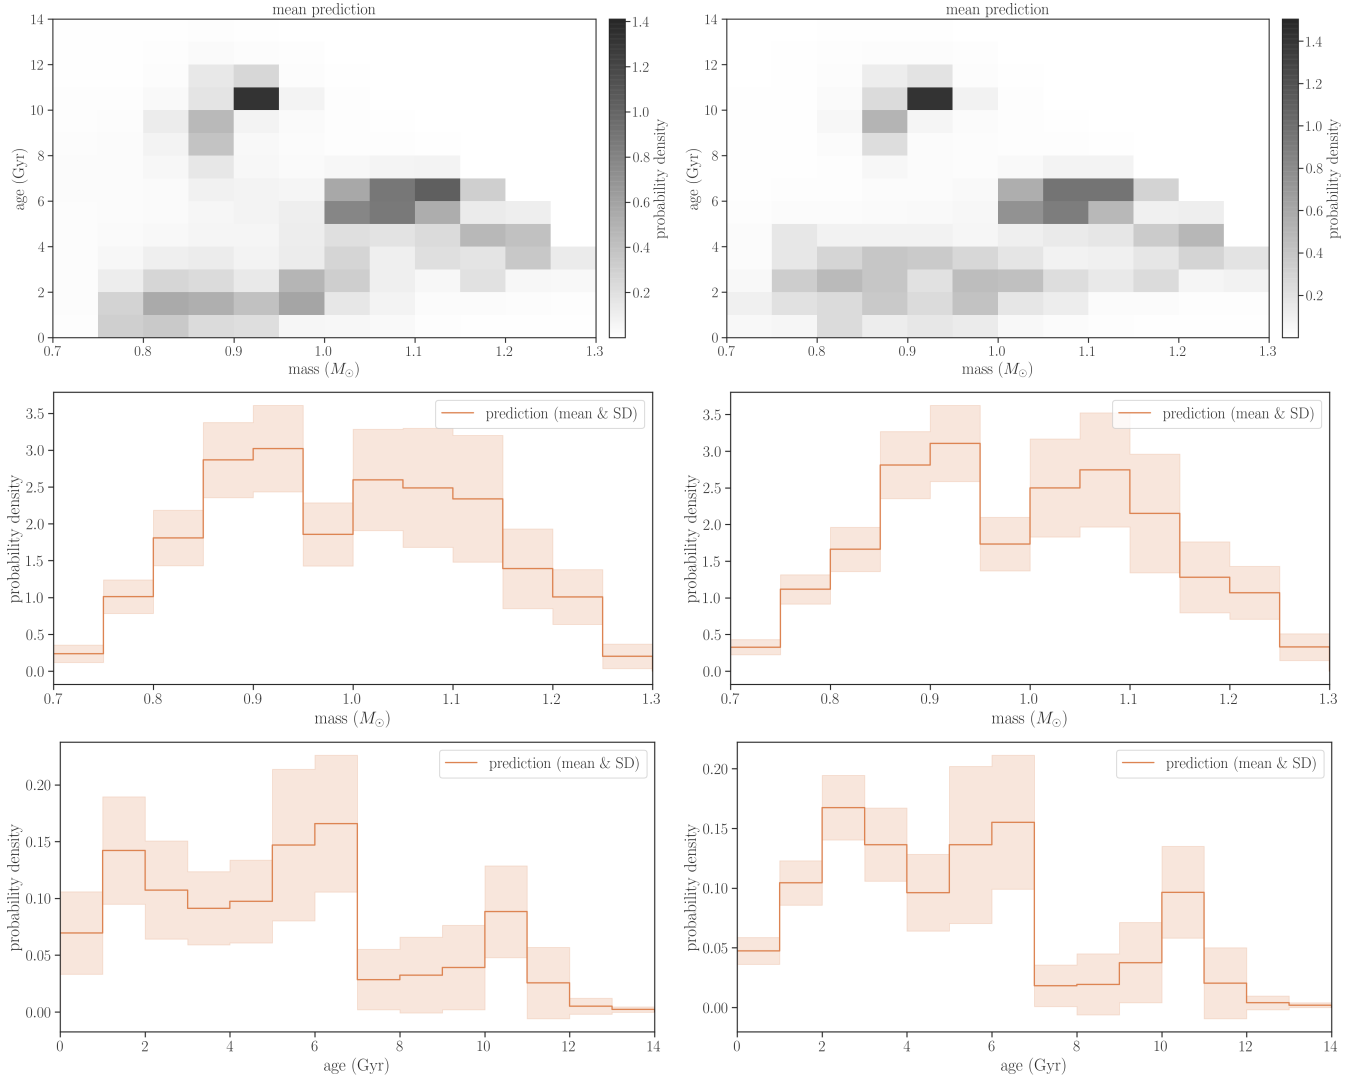 mean prediction
14
12
10
8
6
4
2
0
age (Gyr)
0.7 0.8 0.9 1.0 1.1 1.2 1.3
mass (M⊙)
1.4
1.2
1.0
0.8
0.6
0.4
0.2
probability density
mean prediction
14
12
10
8
6
4
2
0
age (Gyr)
0.7 0.8 0.9 1.0 1.1 1.2 1.3
mass (M⊙)
1.4
1.2
1.0
0.8
0.6
0.4
0.2
probability density
prediction (mean & SD)
3.5
3.0
2.5
2.0
1.5
1.0
0.5
0.0
probability density
0.7 0.8 0.9 1.0 1.1 1.2 1.3
mass (M⊙)
prediction (mean & SD)
3.5
3.0
2.5
2.0
1.5
1.0
0.5
0.0
probability density
0.7 0.8 0.9 1.0 1.1 1.2 1.3
mass (M⊙)
prediction (mean & SD)
0.20
0.15
0.10
0.05
0.00
probability density
0 2 4 6 8 10 12 14
age (Gyr)
prediction (mean & SD)
0.20
0.15
0.10
0.05
0.00
probability density
0 2 4 6 8 10 12 14
age (Gyr)